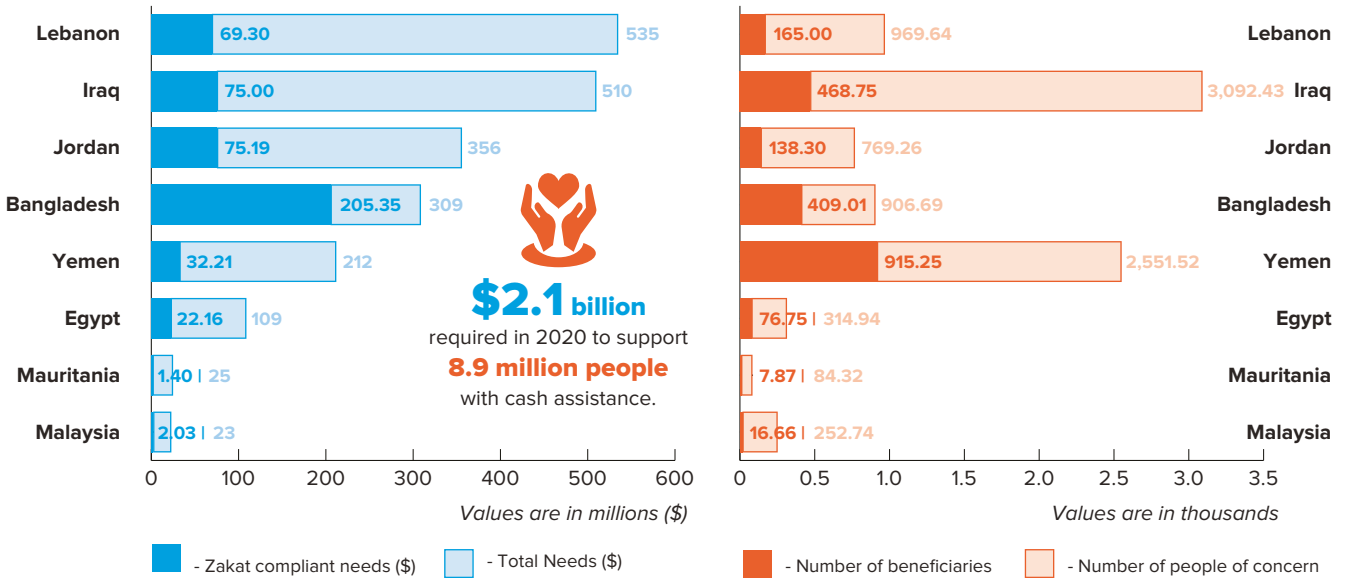 Lebanon 69.30 535
Iraq 75.00 510
Jordan 75.19 356
Bangladesh 205.35 309
Yemen 32.21 212
Egypt 22.16 109
Mauritania 1.40 | 25
Malaysia 2.03 | 23
0 100 200 300 400 500 600
Values are in millions ($)
- Zakat compliant needs ($) - Total Needs ($)
$2.1 billion
required in 2020 to support
8.9 million people
with cash assistance.
165.00 969.64 Lebanon
468.75 3,092.43 Iraq
138.30 769.26 Jordan
409.01 906.69 Bangladesh
915.25 2,551.52 Yemen
76.75 | 314.94 Egypt
7.87 | 84.32 Mauritania
16.66 | 252.74 Malaysia
0 0.5 1.0 1.5 2.0 2.5 3.0 3.5
Values are in thousands
- Number of beneficiaries - Number of people of concern